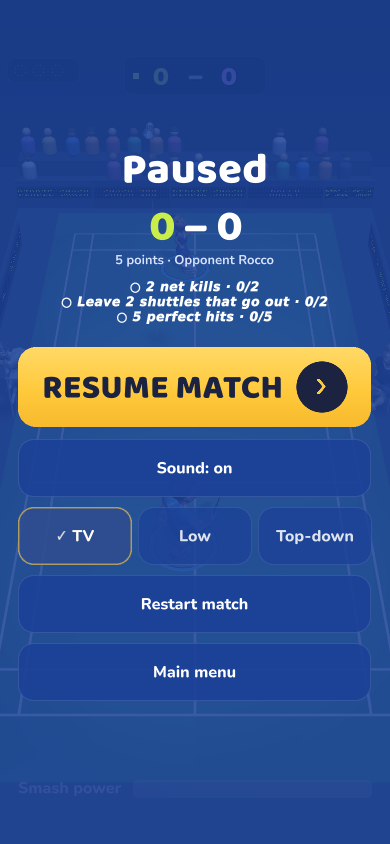 0 – 0
Paused
0 – 0
5 points · Opponent Rocco
○ 2 net kills · 0/2
○ Leave 2 shuttles that go out · 0/2
○ 5 perfect hits · 0/5
RESUME MATCH ›
Sound: on
✓ TV
Low
Top-down
Restart match
Main menu
Smash power